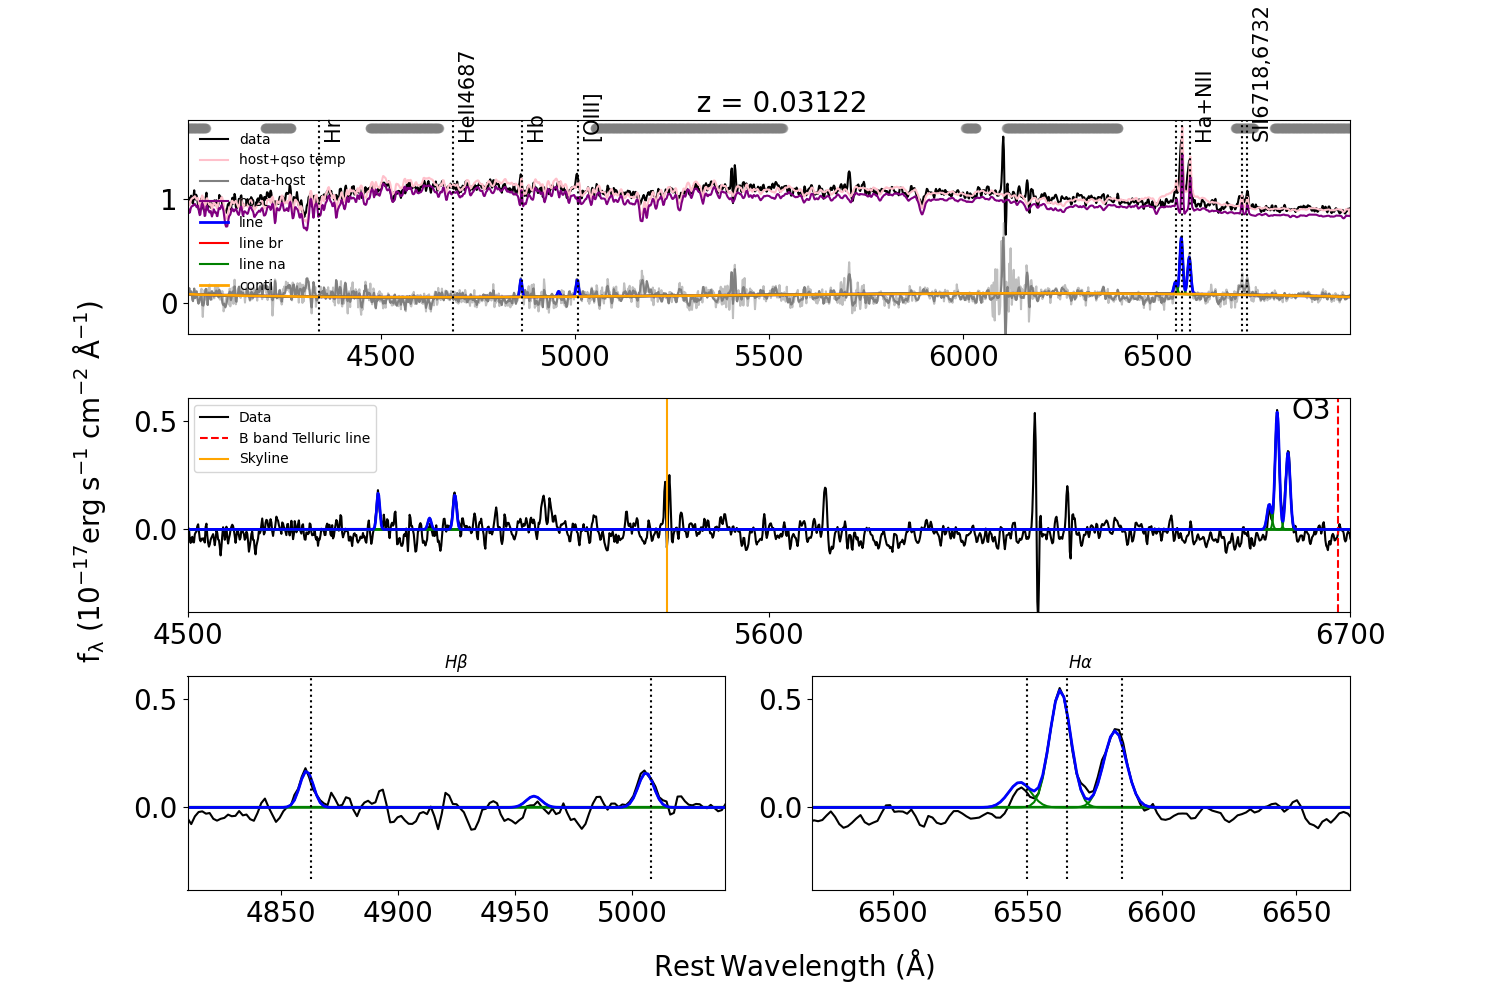 z = 0.03122
Hr
HeII4687
Hb
[OIII]
Ha+NII
SII6718,6732
data
host+qso temp
data-host
line
line br
line na
conti
1
0
4500
5000
5500
6000
6500
f_λ (10⁻¹⁷erg s⁻¹ cm⁻² Å⁻¹)
O3
Data
B band Telluric line
Skyline
0.5
0.0
4500
5600
6700
Hβ
0.5
0.0
4850
4900
4950
5000
Hα
0.5
0.0
6500
6550
6600
6650
Rest Wavelength (Å)